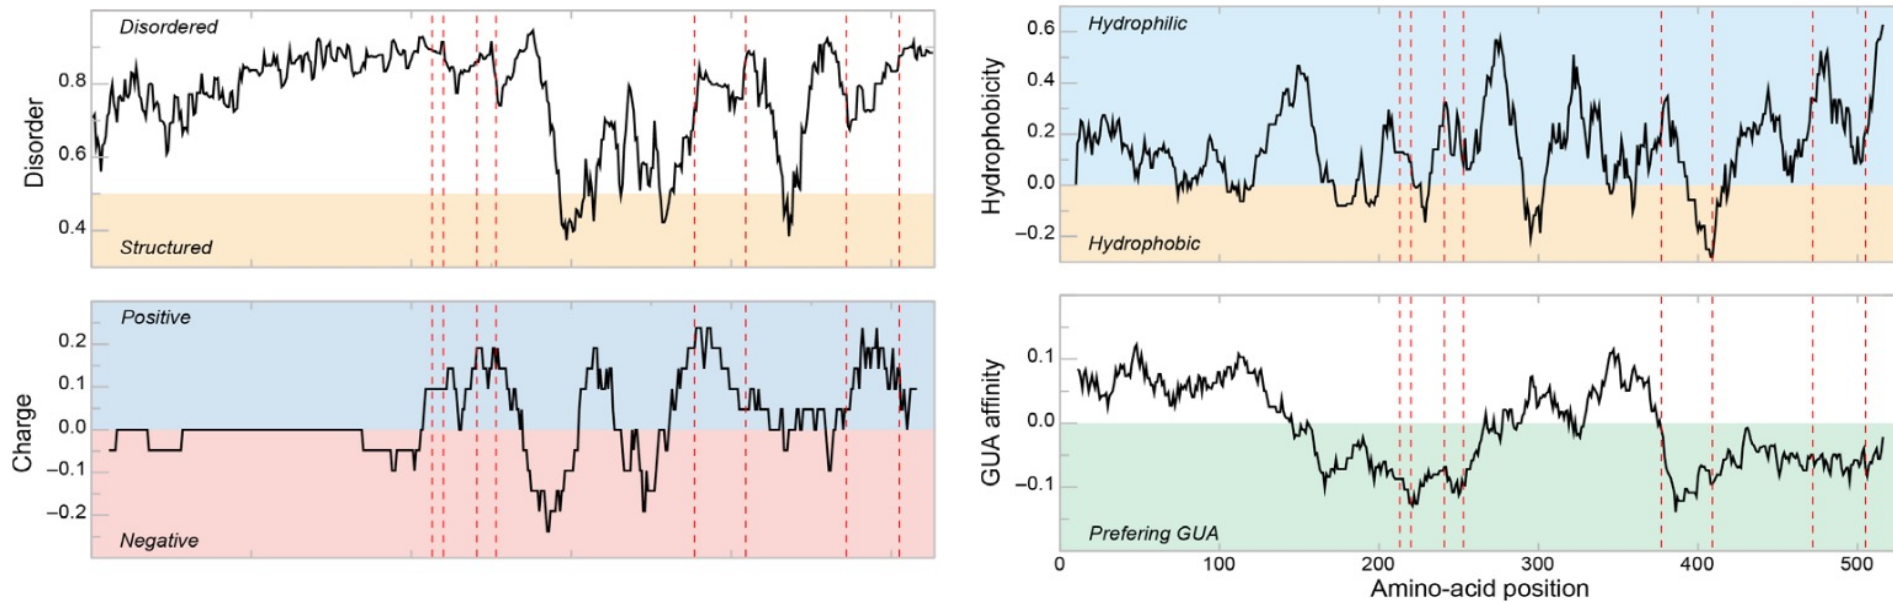 Disordered
Disorder
0.8
0.6
0.4
Structured
Positive
Charge
0.2
0.1
0.0
–0.1
–0.2
Negative
Hydrophilic
Hydrophobicity
0.6
0.4
0.2
0.0
–0.2
Hydrophobic
GUA affinity
0.1
0.0
–0.1
Prefering GUA
0 100 200 300 400 500
Amino-acid position